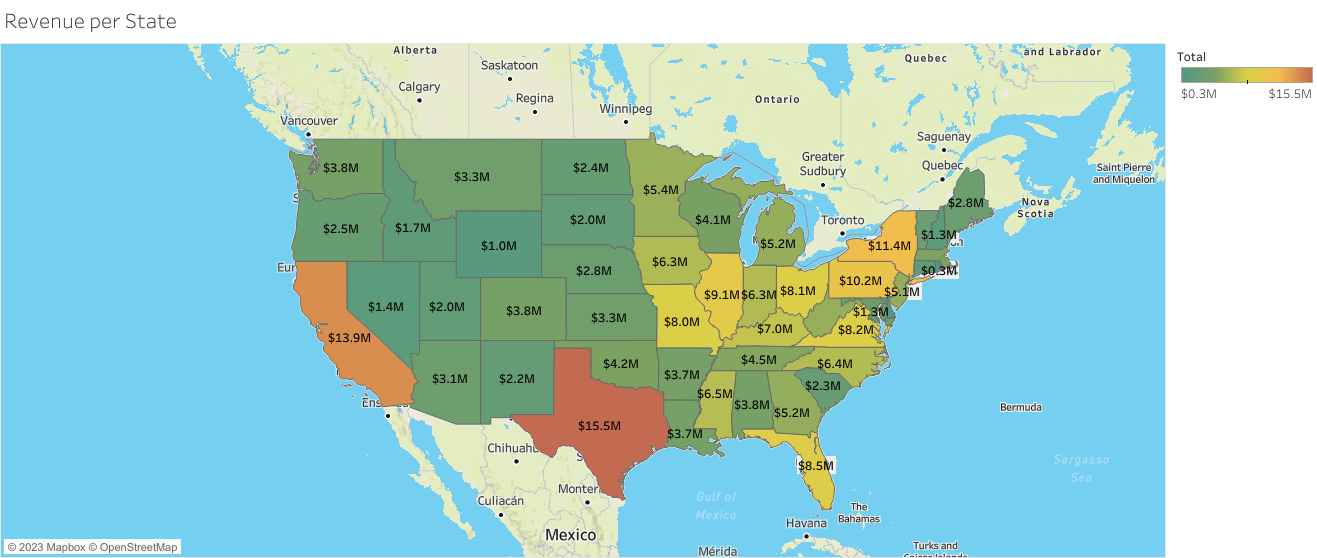 Revenue per State
Alberta
and Labrador
Quebec
Total
Saskatoon
Calgary
$0.3M
$15.5M
Regina
Ontario
Winnipeg
Vancouver
Saguenay
Greater
Sudbury
Quebec
Saint Pierre
and Miquelon
$3.8M
$3.3M
$2.4M
$5.4M
$2.8M
Nova
Scotia
$2.5M
$1.7M
$2.0M
$4.1M
Toronto
$1.3M
$1.0M
$5.2M
$11.4M
$6.3M
$2.8M
$0.3M
$10.2M
$5.1M
$9.1M
$6.3M
$8.1M
$1.4M
$2.0M
$3.8M
$3.3M
$8.0M
$1.3M
$7.0M
$8.2M
$13.9M
$4.2M
$4.5M
$6.4M
$3.1M
$2.2M
$3.7M
$2.3M
$6.5M
$3.8M
$5.2M
Bermuda
$15.5M
$3.7M
Chihuahu
$8.5M
Sargasso
Sea
Monter
Culiacán
Gulf of
Mexico
The
Bahamas
Havana
Mexico
© 2023 Mapbox © OpenStreetMap
Mérida
Turks and